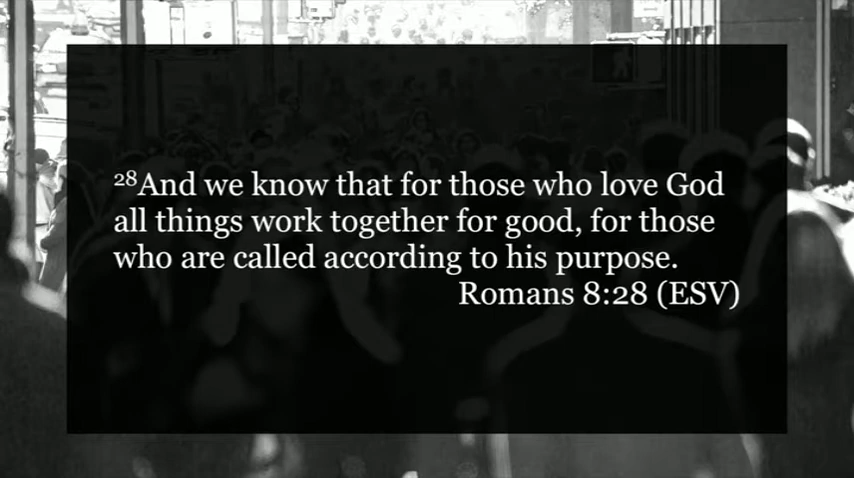 28And we know that for those who love God
all things work together for good, for those
who are called according to his purpose.
Romans 8:28 (ESV)